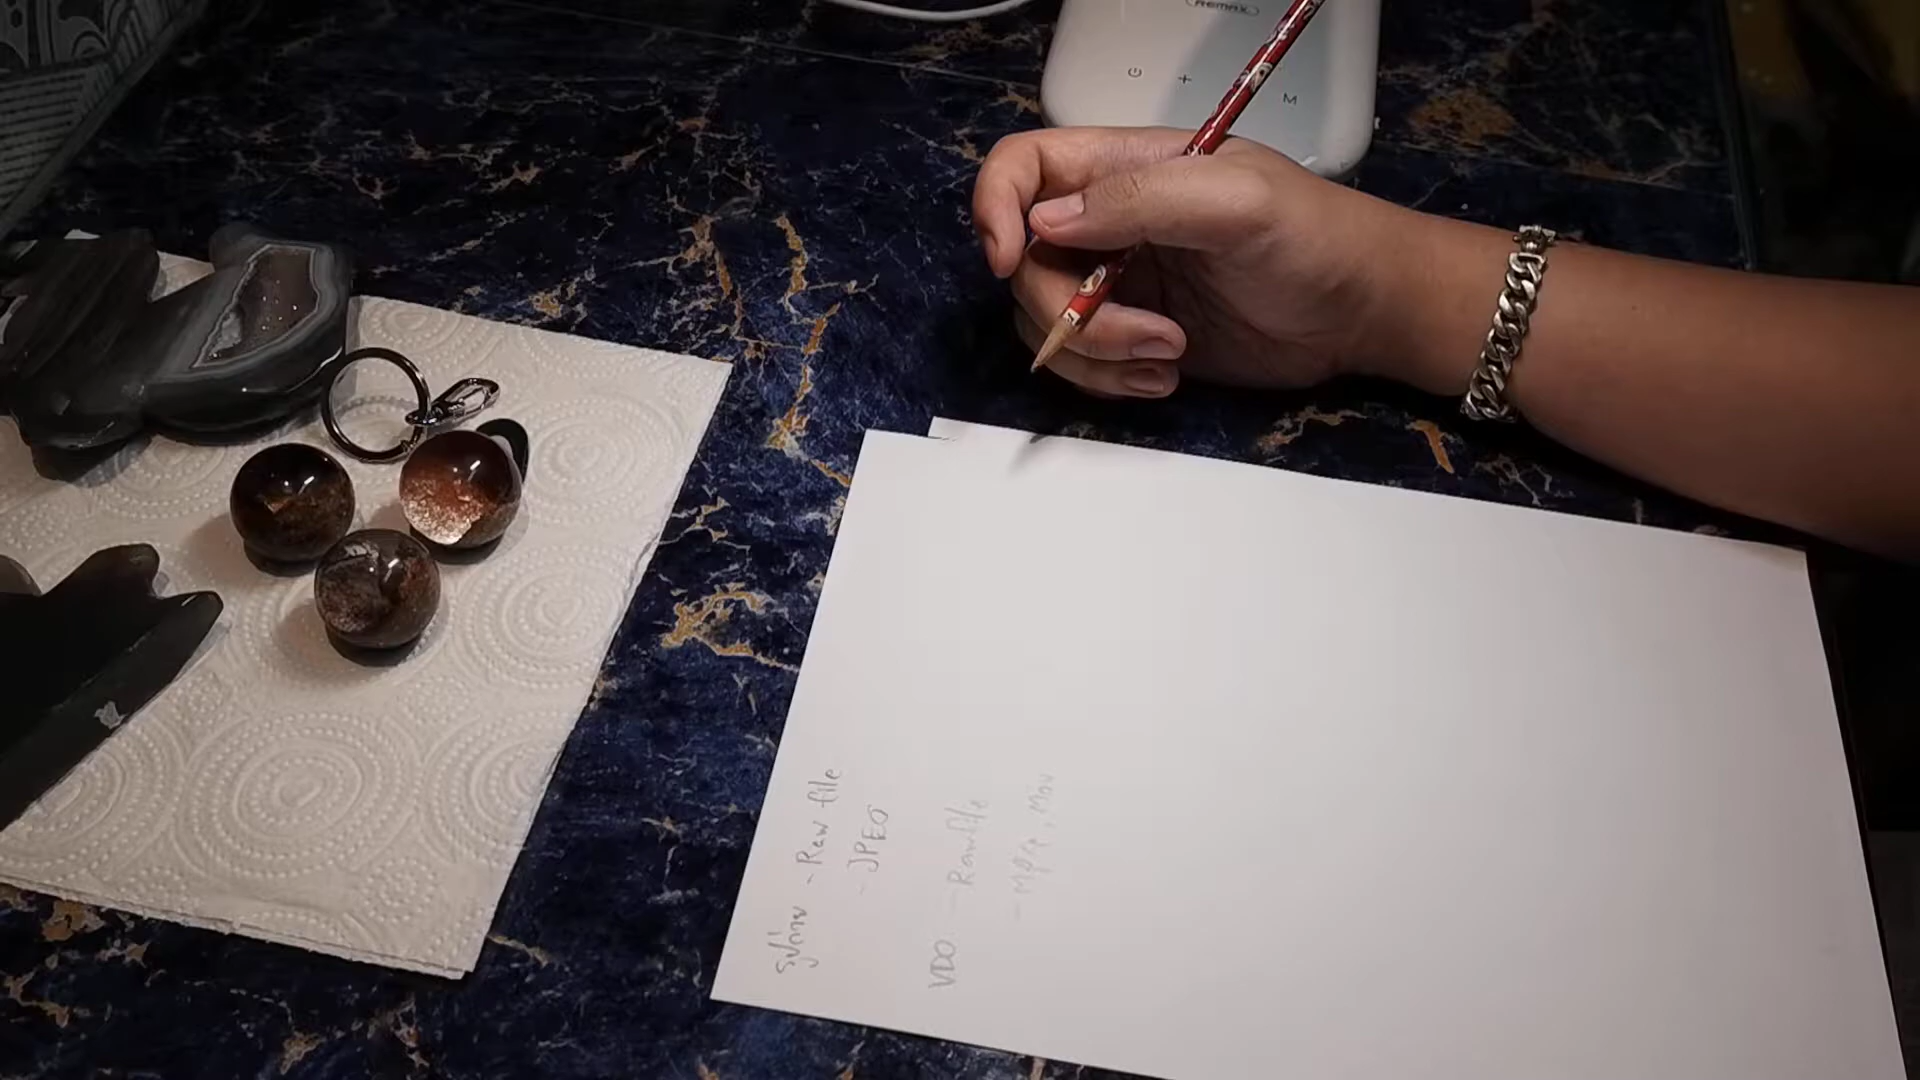 REMAX
M
รูปภาพ - Raw file
- JPEG
VDO - Raw file
- MP4, Mov